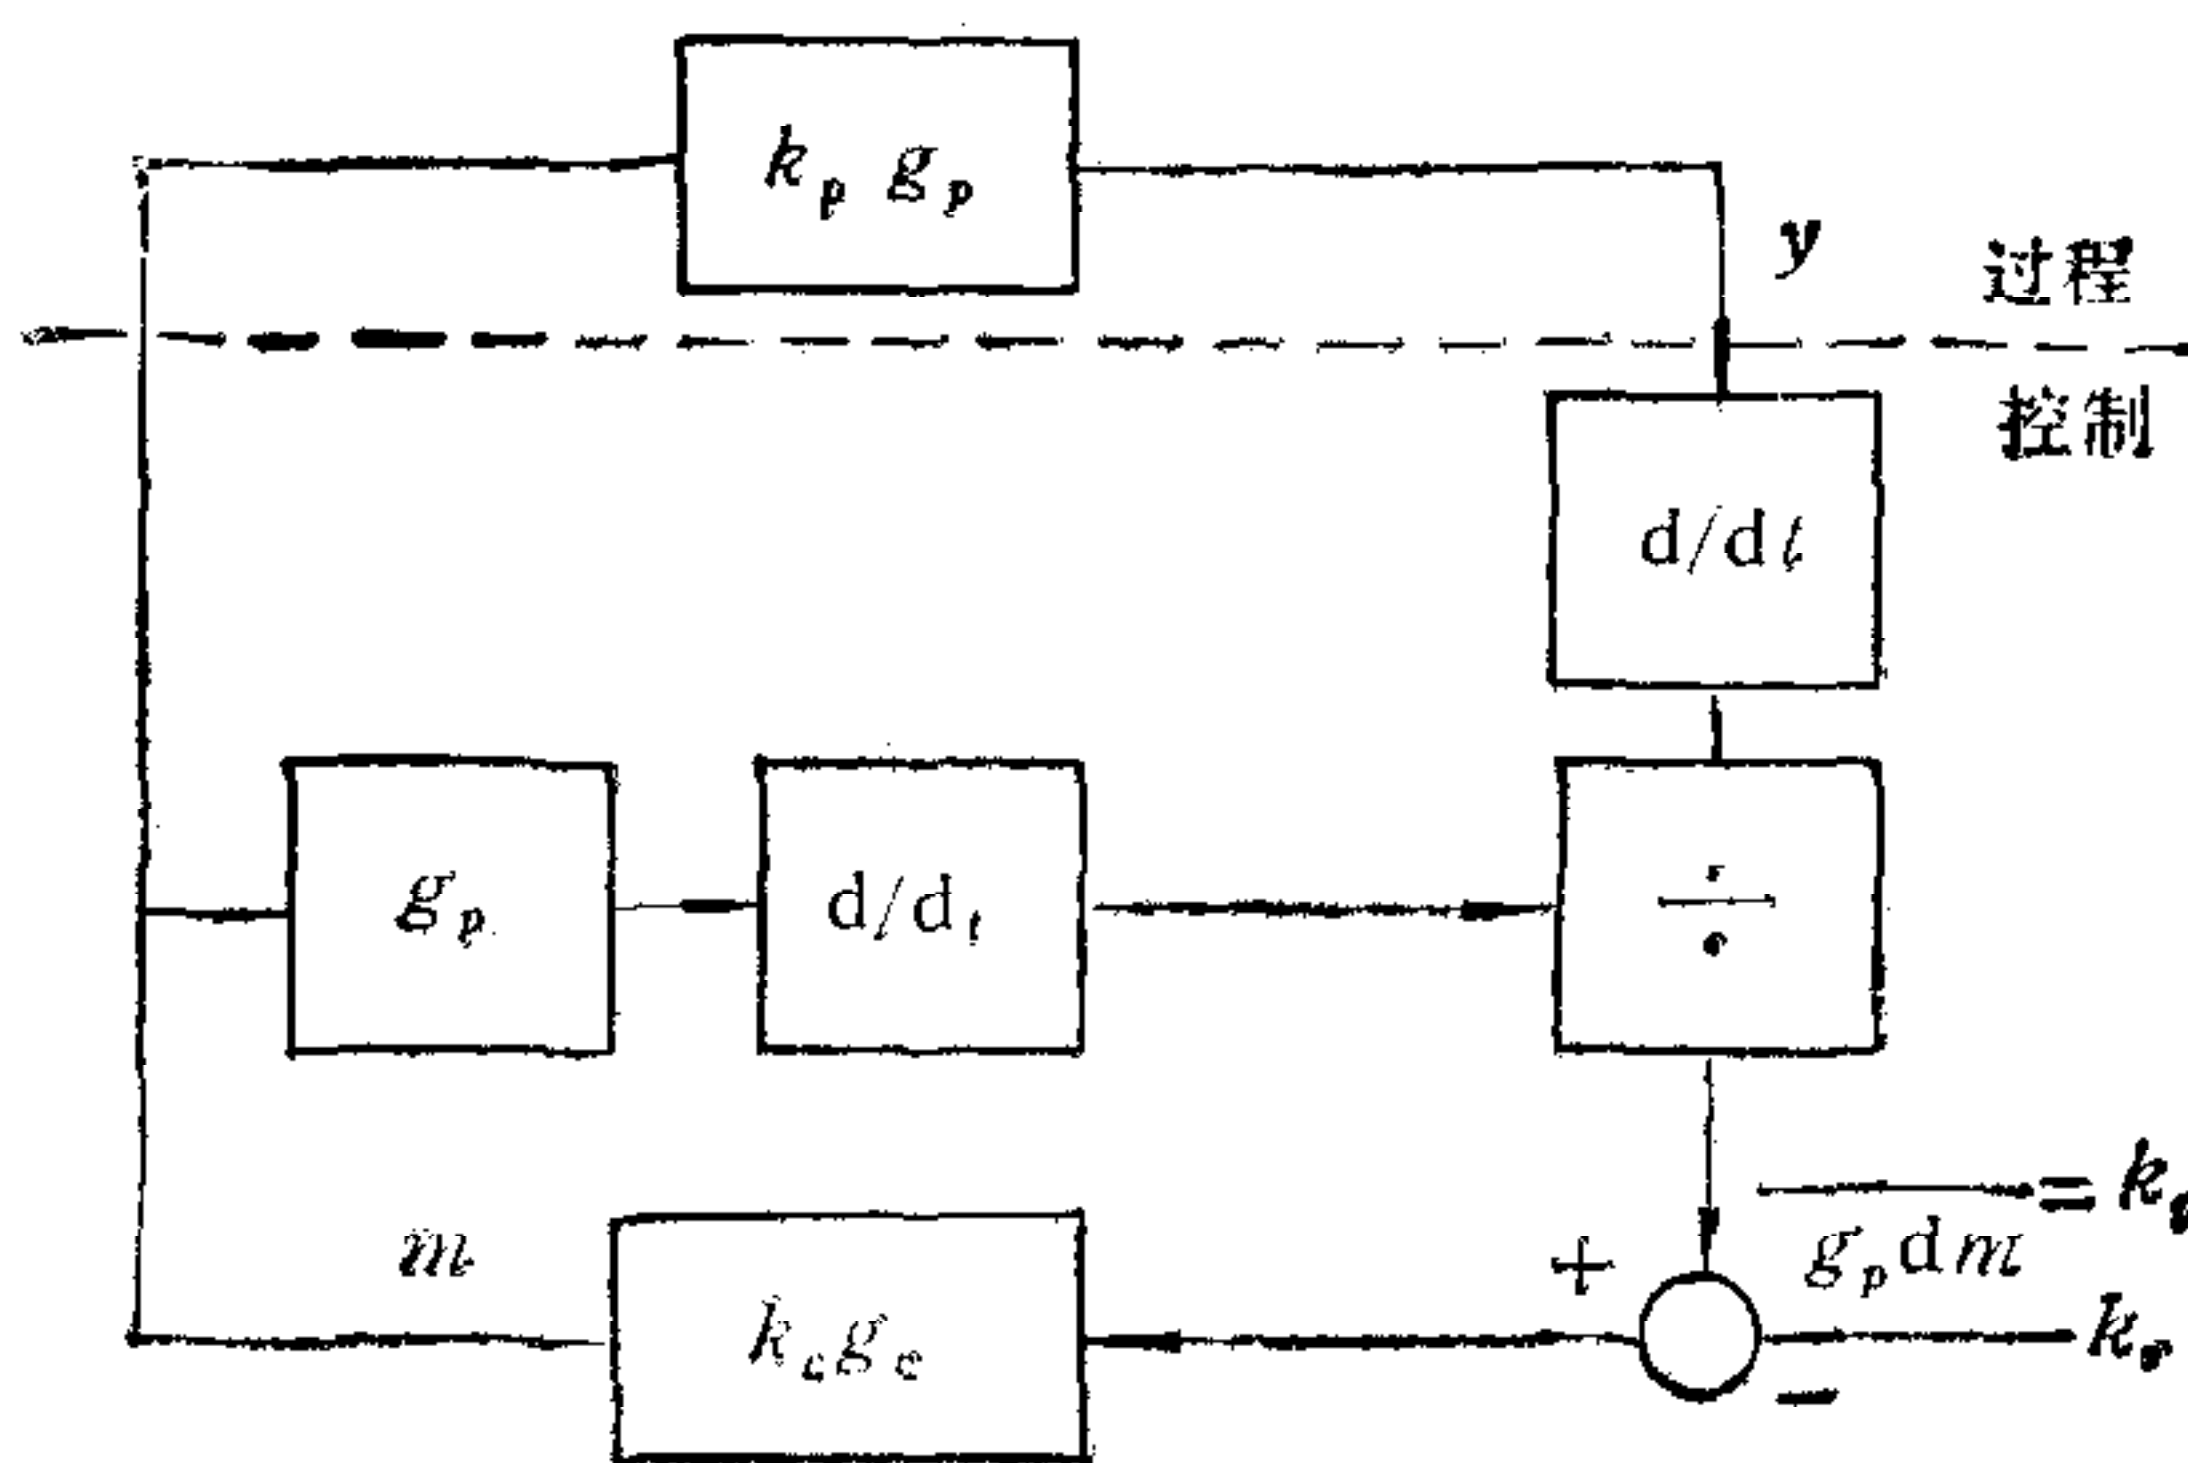 k_p g_p
y
过程
控制
d/dt
g_p
d/dt
÷
= k
g_p dm
m
+
k_c g_c
k
−